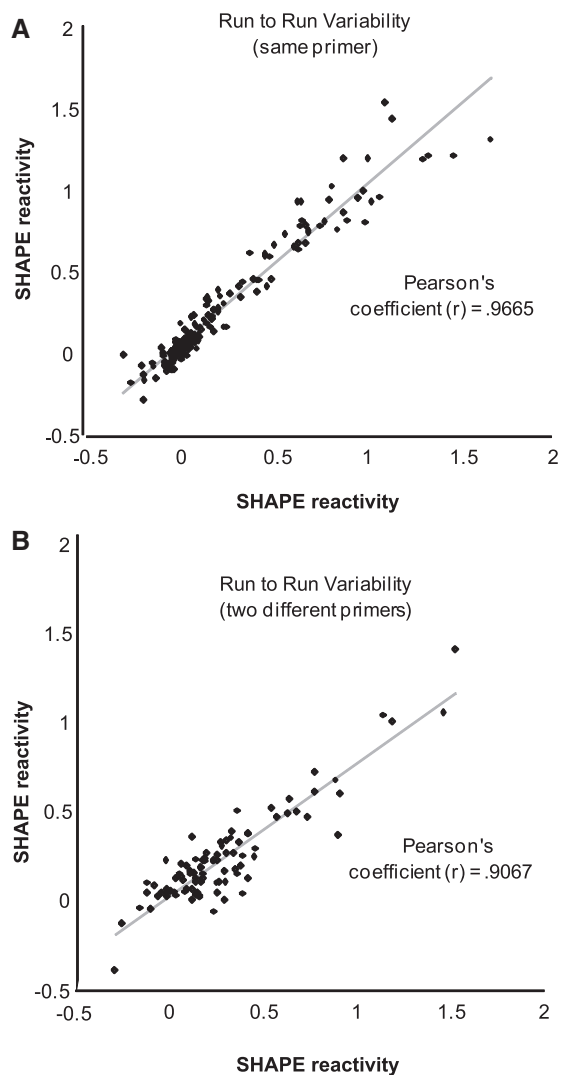 A
Run to Run Variability
(same primer)
2
1.5
1
0.5
0
-0.5
SHAPE reactivity
Pearson's
coefficient (r) = .9665
-0.5 0 0.5 1 1.5 2
SHAPE reactivity
B
Run to Run Variability
(two different primers)
2
1.5
1
0.5
0
-0.5
SHAPE reactivity
Pearson's
coefficient (r) = .9067
-0.5 0 0.5 1 1.5 2
SHAPE reactivity